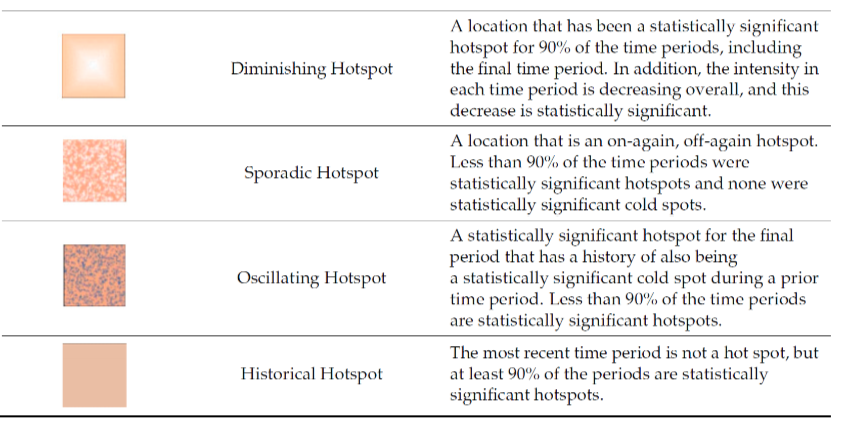 Diminishing Hotspot
A location that has been a statistically significant
hotspot for 90% of the time periods, including
the final time period. In addition, the intensity in
each time period is decreasing overall, and this
decrease is statistically significant.
Sporadic Hotspot
A location that is an on-again, off-again hotspot.
Less than 90% of the time periods were
statistically significant hotspots and none were
statistically significant cold spots.
Oscillating Hotspot
A statistically significant hotspot for the final
period that has a history of also being
a statistically significant cold spot during a prior
time period. Less than 90% of the time periods
are statistically significant hotspots.
Historical Hotspot
The most recent time period is not a hot spot, but
at least 90% of the periods are statistically
significant hotspots.